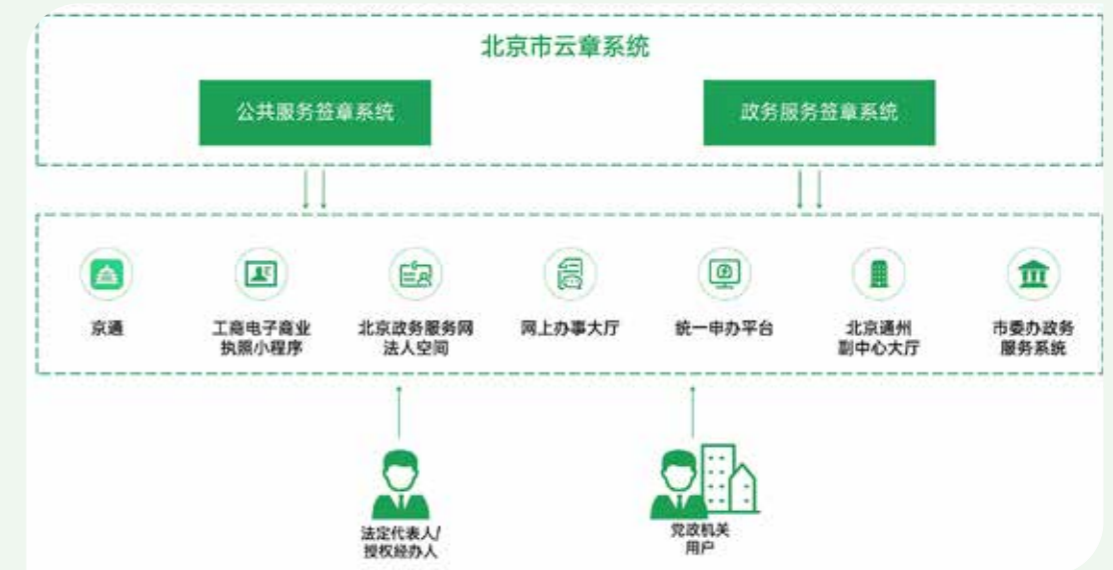 北京市云章系统
公共服务签章系统
政务服务签章系统
京通
工商电子商业
执照小程序
北京政务服务网
法人空间
网上办事大厅
统一申办平台
北京通州
副中心大厅
市委办政务
服务系统
法定代表人/
授权经办人
党政机关
用户